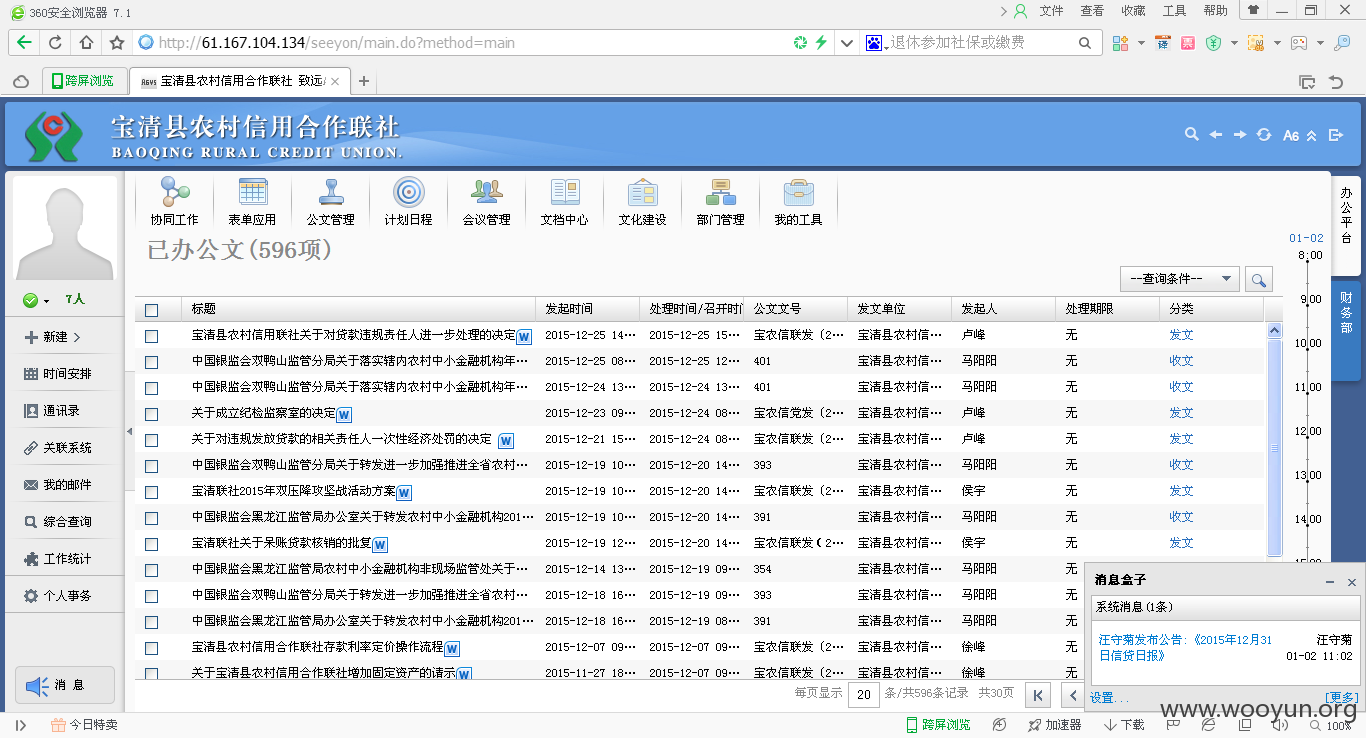 360安全浏览器 7.1
文件 查看 收藏 工具 帮助
http://61.167.104.134/seeyon/main.do?method=main
退休参加社保或缴费
跨屏浏览 A6V5 宝清县农村信用合作联社 致远
宝清县农村信用合作联社
BAOQING RURAL CREDIT UNION.
A6
协同工作 表单应用 公文管理 计划日程 会议管理 文档中心 文化建设 部门管理 我的工具
办公平台
财务部
7人
新建
时间安排
通讯录
关联系统
我的邮件
综合查询
工作统计
个人事务
消 息
已办公文(596项)
--查询条件--
01-02
8:00
9:00
10:00
11:00
12:00
13:00
14:00
标题 发起时间 处理时间/召开时间 公文文号 发文单位 发起人 处理期限 分类
宝清县农村信用联社关于对贷款违规责任人进一步处理的决定 W 2015-12-25 14… 2015-12-25 15… 宝农信联发〔2… 宝清县农村信… 卢峰 无 发文
中国银监会双鸭山监管分局关于落实辖内农村中小金融机构年… 2015-12-25 08… 2015-12-25 12… 401 宝清县农村信… 马阳阳 无 收文
中国银监会双鸭山监管分局关于落实辖内农村中小金融机构年… 2015-12-24 13… 2015-12-24 13… 401 宝清县农村信… 马阳阳 无 收文
关于成立纪检监察室的决定 W 2015-12-23 09… 2015-12-24 08… 宝农信党发〔2… 宝清县农村信… 卢峰 无 发文
关于对违规发放贷款的相关责任人一次性经济处罚的决定 W 2015-12-21 15… 2015-12-24 08… 宝农信联发〔2… 宝清县农村信… 卢峰 无 发文
中国银监会双鸭山监管分局关于转发进一步加强推进全省农村… 2015-12-19 10… 2015-12-20 14… 393 宝清县农村信… 马阳阳 无 收文
宝清联社2015年双压降攻坚战活动方案 W 2015-12-19 10… 2015-12-20 14… 宝农信联发〔2… 宝清县农村信… 侯宇 无 发文
中国银监会黑龙江监管局办公室关于转发农村中小金融机构201… 2015-12-19 10… 2015-12-20 14… 391 宝清县农村信… 马阳阳 无 收文
宝清联社关于呆账贷款核销的批复 W 2015-12-19 12… 2015-12-20 14… 宝农信联发(2… 宝清县农村信… 侯宇 无 发文
中国银监会黑龙江监管局农村中小金融机构非现场监管处关于… 2015-12-14 13… 2015-12-19 09… 354 宝清县农村信… 马阳阳 无
中国银监会双鸭山监管分局关于转发进一步加强推进全省农村… 2015-12-18 16… 2015-12-19 09… 393 宝清县农村信… 马阳阳 无
中国银监会黑龙江监管局办公室关于转发农村中小金融机构201… 2015-12-18 16… 2015-12-19 08… 391 宝清县农村信… 马阳阳 无
宝清县农村信用合作联社存款利率定价操作流程 W 2015-12-07 09… 2015-12-07 09… 宝农信联发〔2… 宝清县农村信… 徐峰 无
关于宝清县农村信用合作联社增加固定资产的请示 W 2015-11-27 18… 2015-12-07 09… 宝农信联发〔2… 宝清县农村信… 徐峰 无
每页显示 20 条/共596条记录 共30页
消息盒子
系统消息(1条)
汪守菊发布公告:《2015年12月31日信贷日报》
汪守菊
01-02 11:02
设置... [更多]
www.wooyun.org
今日特卖 跨屏浏览 加速器 下载 100%